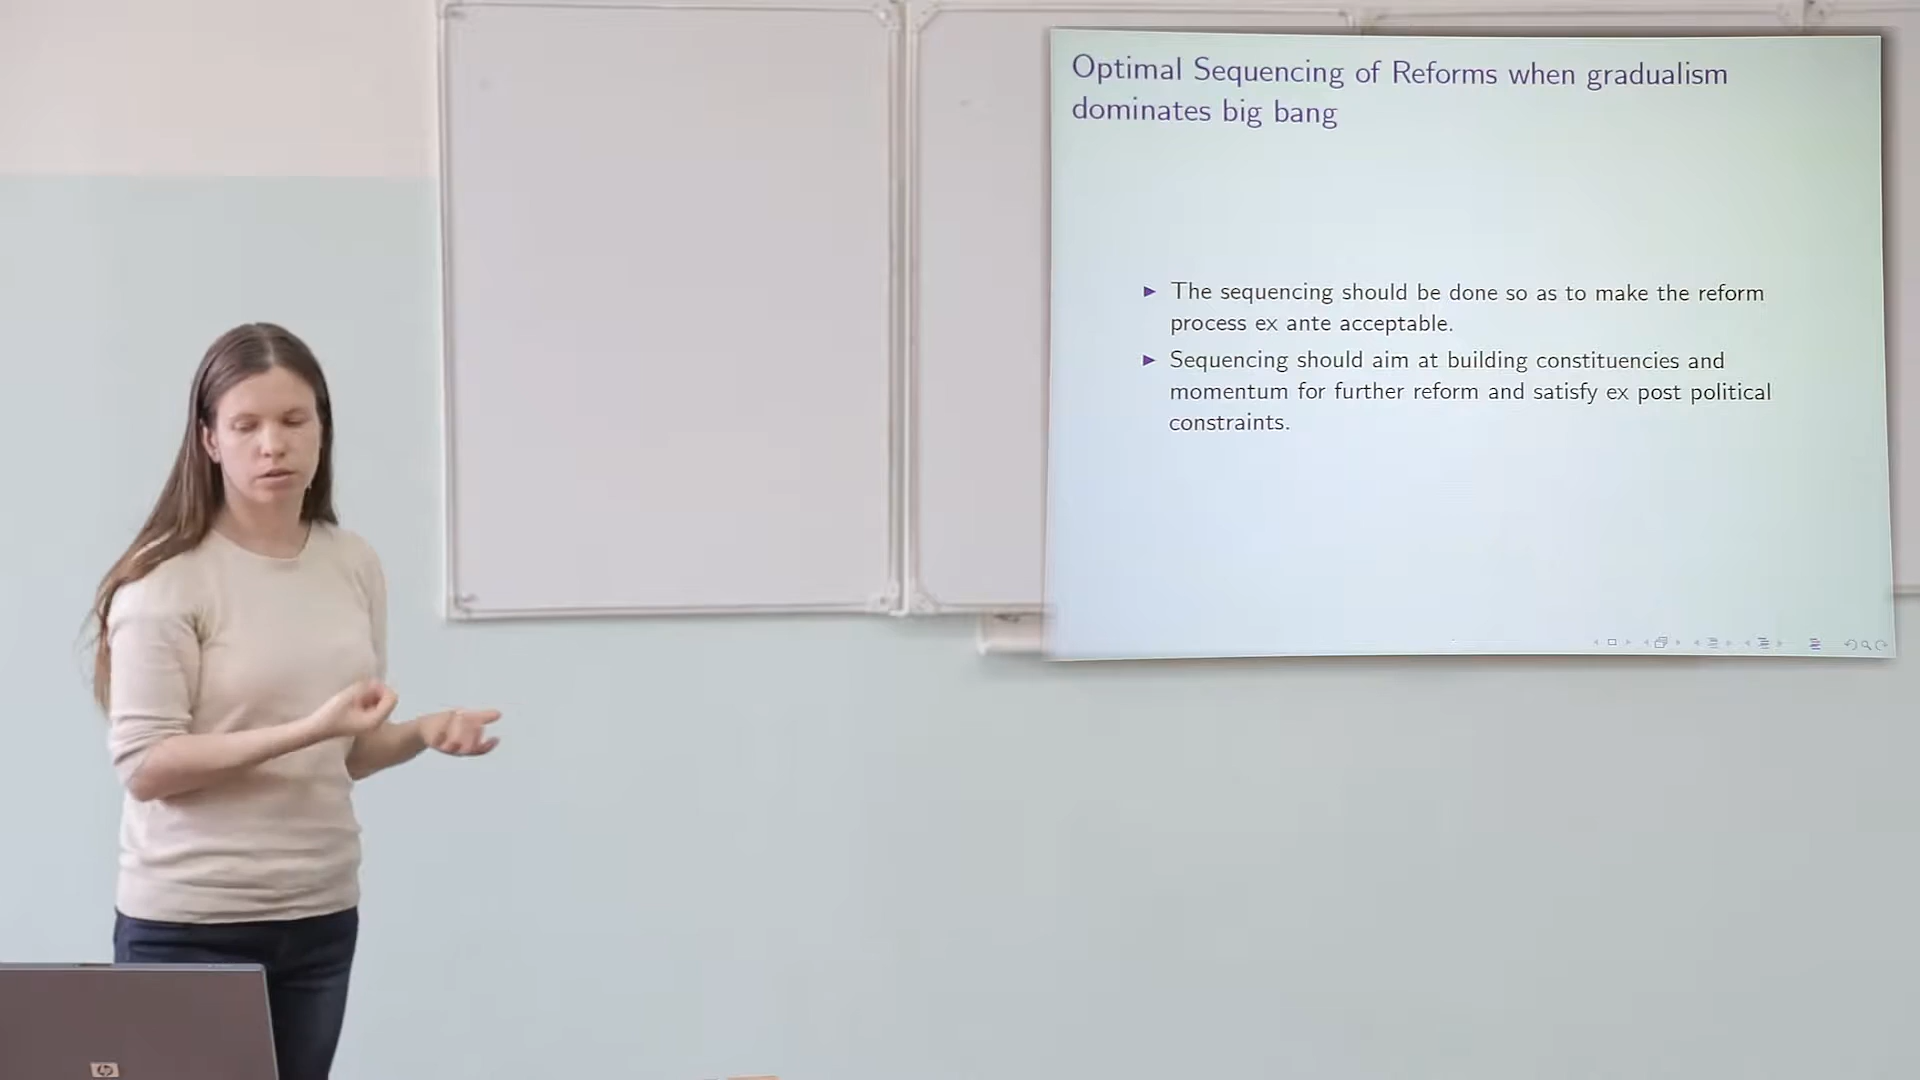 Optimal Sequencing of Reforms when gradualism
dominates big bang
▶ The sequencing should be done so as to make the reform
process ex ante acceptable.
▶ Sequencing should aim at building constituencies and
momentum for further reform and satisfy ex post political
constraints.
hp